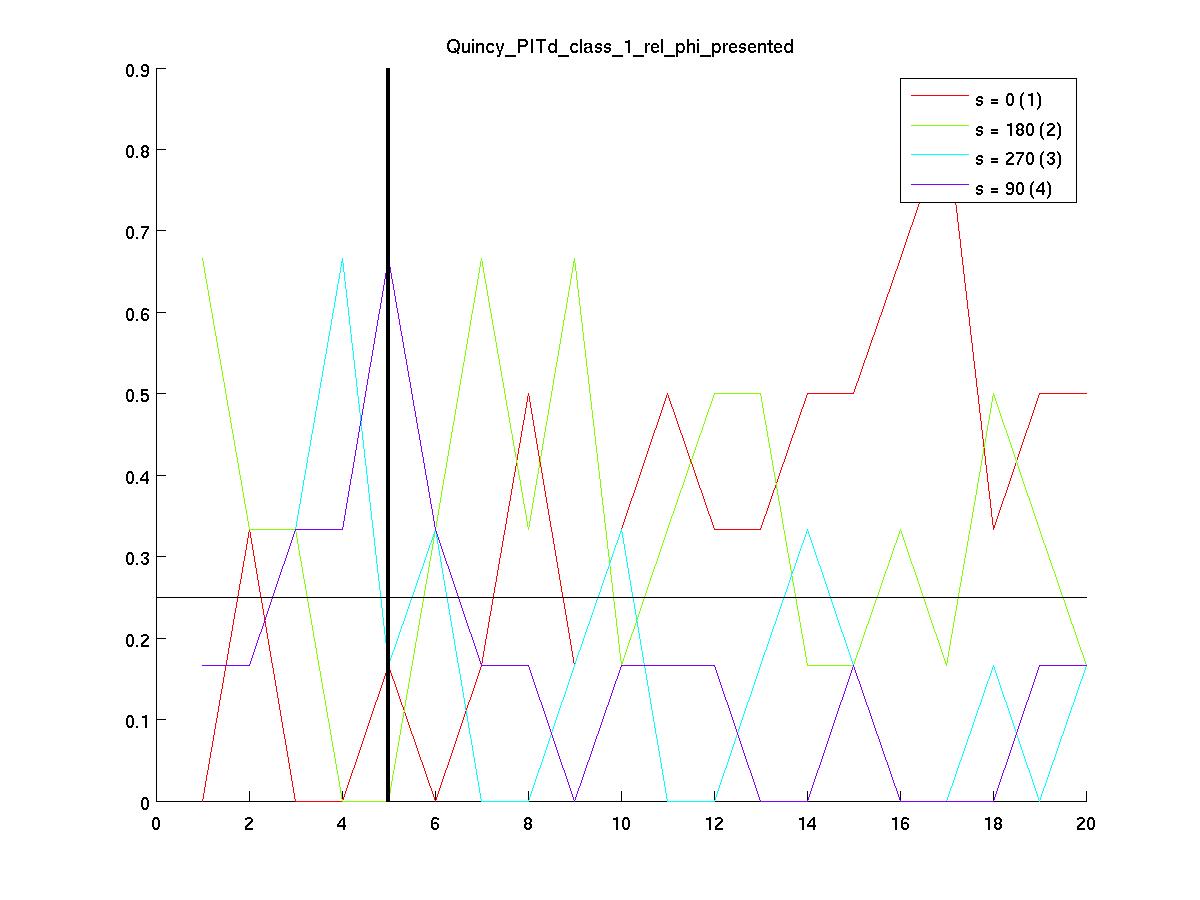 Quincy_PITd_class_1_rel_phi_presented
s = 0 (1)
s = 180 (2)
s = 270 (3)
s = 90 (4)
0.9
0.8
0.7
0.6
0.5
0.4
0.3
0.2
0.1
0
0 2 4 6 8 10 12 14 16 18 20